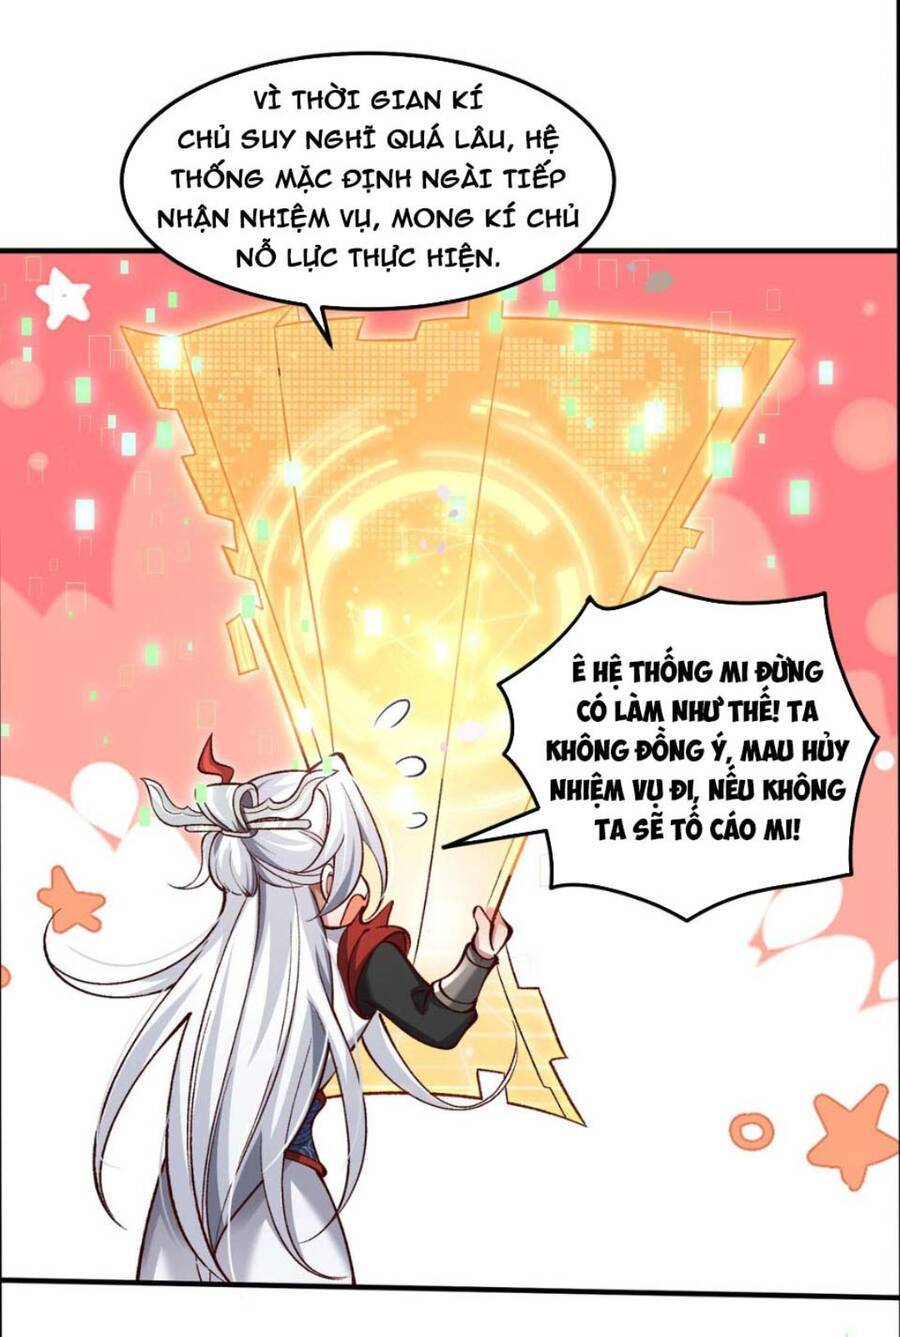 VÌ THỜI GIAN KÍ
CHỦ SUY NGHĨ QUÁ LÂU, HỆ
THỐNG MẶC ĐỊNH NGÀI TIẾP
NHẬN NHIỆM VỤ, MONG KÍ CHỦ
NỖ LỰC THỰC HIỆN.
Ê HỆ THỐNG MI ĐỪNG
CÓ LÀM NHƯ THẾ! TA
KHÔNG ĐỒNG Ý, MAU HỦY
NHIỆM VỤ ĐI, NẾU KHÔNG
TA SẼ TỐ CÁO MI!